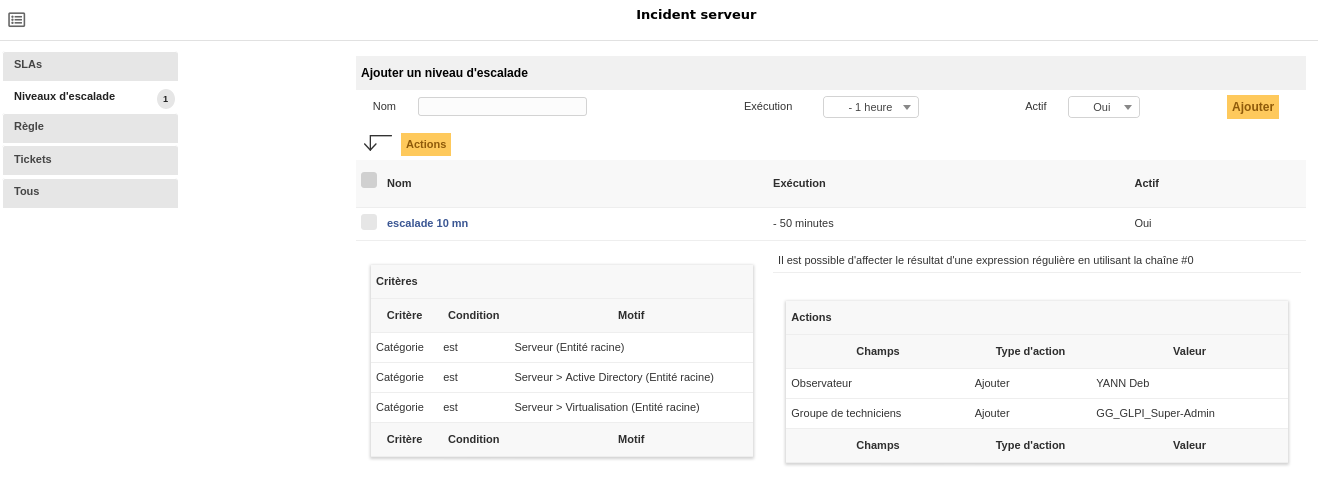 Incident serveur
SLAs
Niveaux d'escalade 1
Règle
Tickets
Tous
Ajouter un niveau d'escalade
Nom Exécution - 1 heure Actif Oui Ajouter
Actions
Nom Exécution Actif
escalade 10 mn - 50 minutes Oui
Critères
Critère Condition Motif
Catégorie est Serveur (Entité racine)
Catégorie est Serveur > Active Directory (Entité racine)
Catégorie est Serveur > Virtualisation (Entité racine)
Critère Condition Motif
Il est possible d'affecter le résultat d'une expression régulière en utilisant la chaîne #0
Actions
Champs Type d'action Valeur
Observateur Ajouter YANN Deb
Groupe de techniciens Ajouter GG_GLPI_Super-Admin
Champs Type d'action Valeur